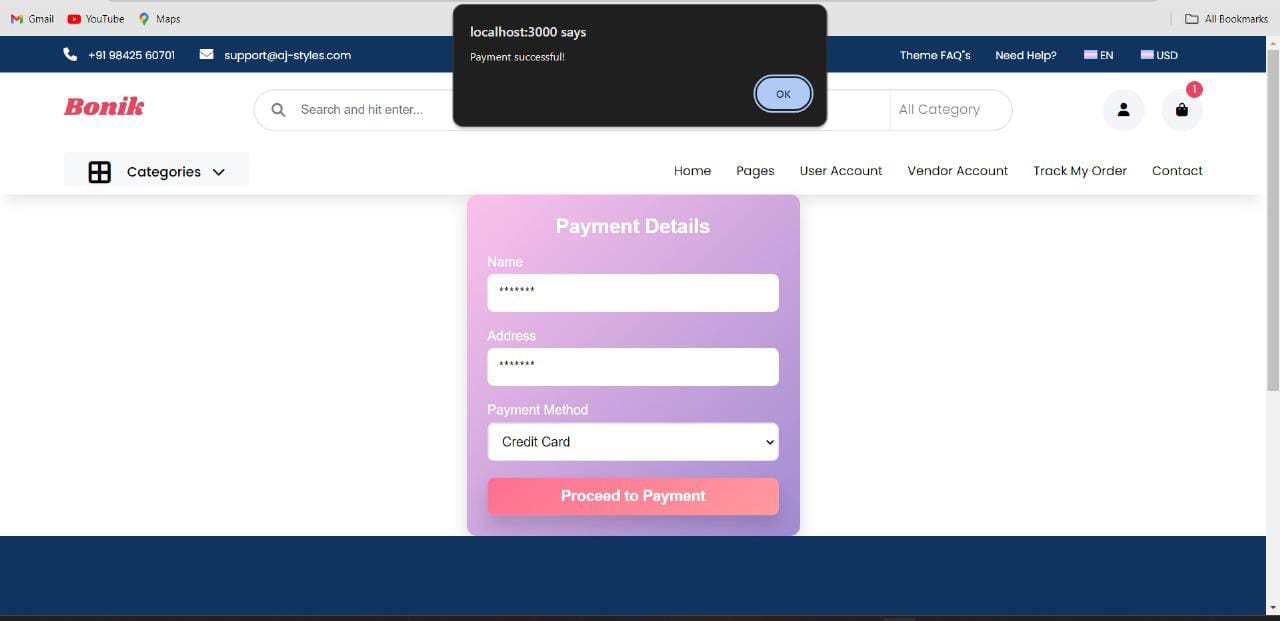 Gmail YouTube Maps All Bookmarks
localhost:3000 says
Payment successful!
OK
+91 98425 60701 support@aj-styles.com Theme FAQ"s Need Help? EN USD
Bonik Search and hit enter... All Category 1
Categories Home Pages User Account Vendor Account Track My Order Contact
Payment Details
Name
*******
Address
*******
Payment Method
Credit Card
Proceed to Payment